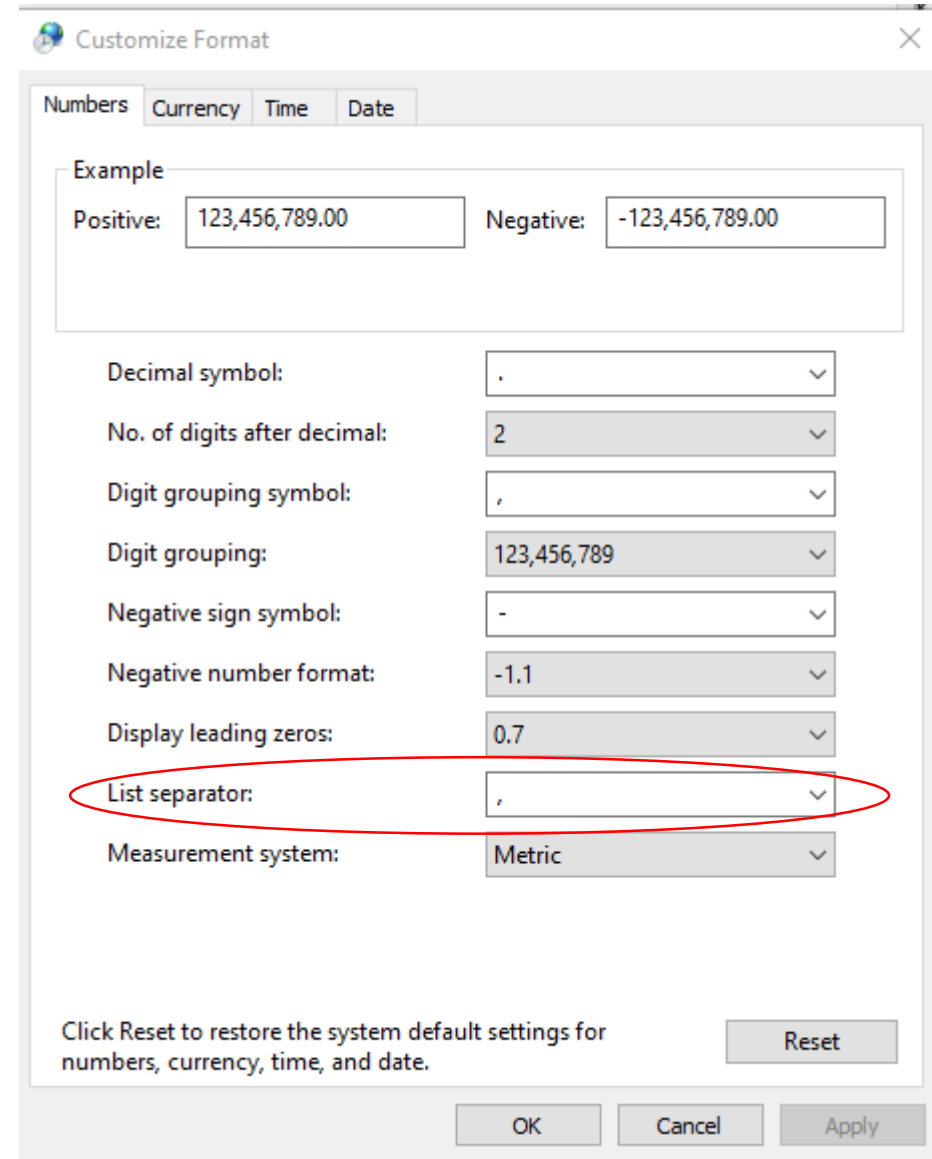 Customize Format
Numbers Currency Time Date
Example
Positive: 123,456,789.00 Negative: -123,456,789.00
Decimal symbol: .
No. of digits after decimal: 2
Digit grouping symbol: ,
Digit grouping: 123,456,789
Negative sign symbol: -
Negative number format: -1.1
Display leading zeros: 0.7
List separator: ,
Measurement system: Metric
Click Reset to restore the system default settings for
numbers, currency, time, and date.
Reset
OK Cancel Apply